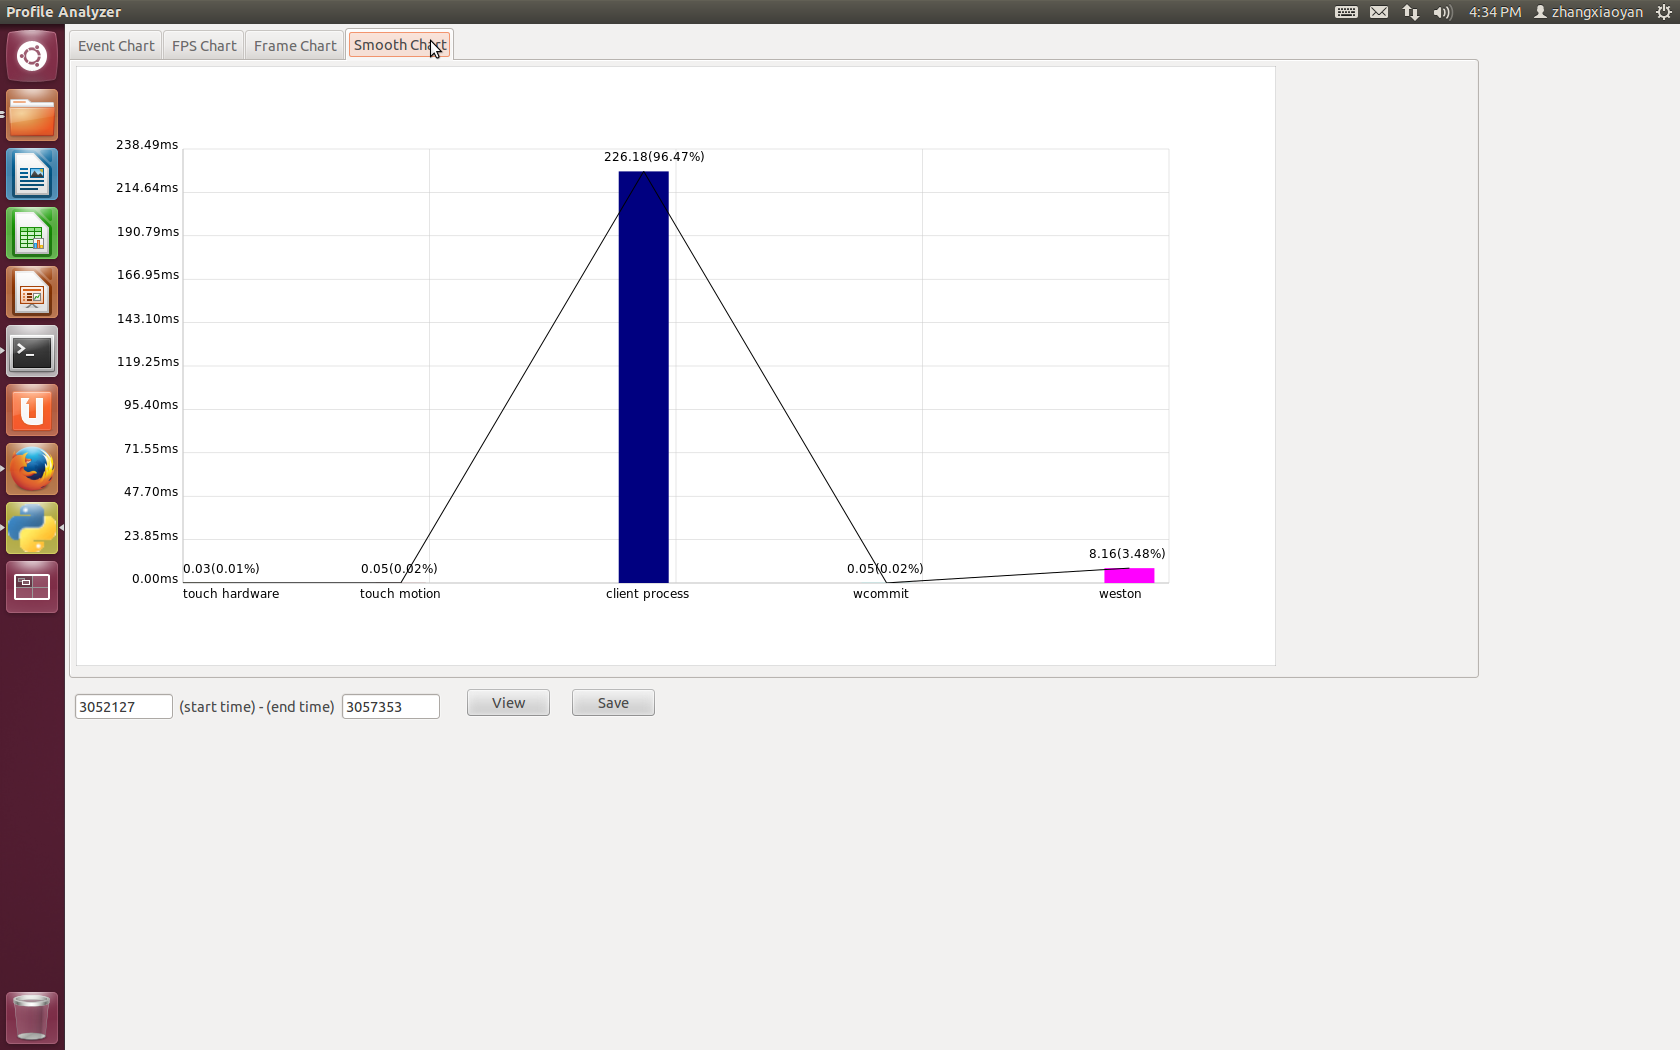 Profile Analyzer
4:34 PM zhangxiaoyan
Event Chart FPS Chart Frame Chart Smooth Chart
238.49ms
226.18(96.47%)
214.64ms
190.79ms
166.95ms
143.10ms
119.25ms
95.40ms
71.55ms
47.70ms
23.85ms
8.16(3.48%)
0.03(0.01%) 0.05(0.02%) 0.05(0.02%)
0.00ms
touch hardware touch motion client process wcommit weston
3052127 (start time) - (end time) 3057353 View Save